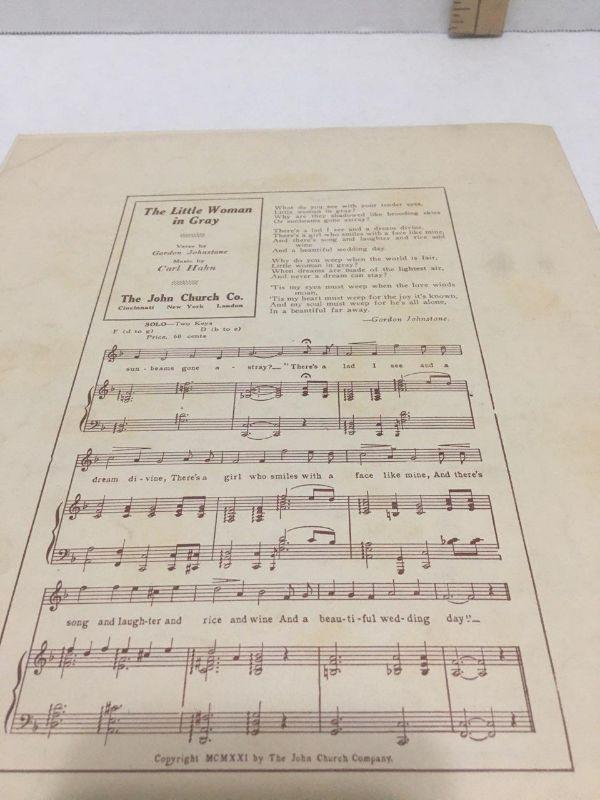 The Little Woman
in Gray
Verse by
Gordon Johnstone
Music by
Carl Hahn
The John Church Co.
Cincinnati New York London
SOLO—Two Keys
F (d to g) D (b to e)
Price, 60 cents
What do you see with your tender eyes,
Little woman in gray?
Why are they shadowed like brooding skies
Or sunbeams gone astray?
There's a lad I see and a dream divine,
There's a girl who smiles with a face like mine,
And there's song and laughter and rice and
wine
And a beautiful wedding day.
Why do you weep when the world is fair,
Little woman in gray?
When dreams are made of the lightest air,
And never a dream can stay?
'Tis my eyes must weep when the love winds
moan,
'Tis my heart must weep for the joy it's known,
And my soul must weep for he's all alone,
In a beautiful far away.
—Gordon Johnstone.
sun-beams gone a-stray?— "There's a lad I see and a
dream di-vine, There's a girl who smiles with a face like mine, And there's
song and laugh-ter and rice and wine And a beau-ti-ful wed-ding day!"—
Copyright MCMXXI by The John Church Company.